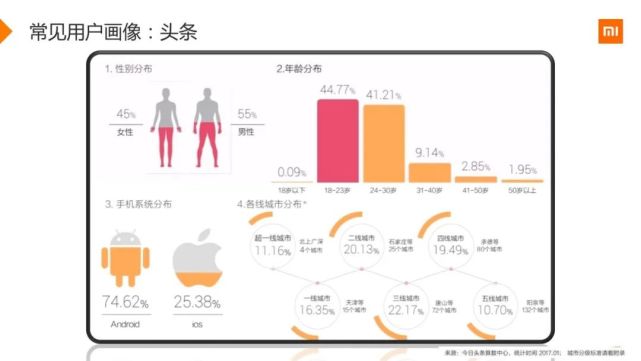 常见用户画像：头条
mi
1. 性别分布
45%
女性
55%
男性
2.年龄分布
0.09%
44.77%
41.21%
9.14%
2.85%
1.95%
18岁以下
18-23岁
24-30岁
31-40岁
41-50岁
50岁以上
3. 手机系统分布
74.62%
Android
25.38%
ios
4.各线城市分布*
超一线城市
11.16%
北上广深
4个城市
二线城市
20.13%
石家庄等
25个城市
四线城市
19.49%
承德等
80个城市
一线城市
16.35%
天津等
15个城市
三线城市
22.17%
唐山等
72个城市
五线城市
10.70%
阳泉等
132个城市
来源：今日头条算数中心，统计时间 2017.01； 城市分级标准请翻附录